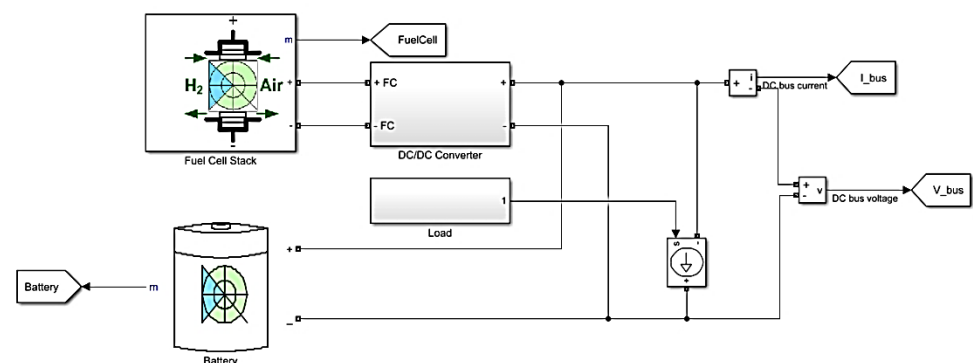 +
m
FuelCell
H2
Air
+
-
-
Fuel Cell Stack
+ FC
- FC
+
-
DC/DC Converter
+
i
-
DC bus current
I_bus
+
-
v
DC bus voltage
V_bus
1
Load
s
-
+
+
_
m
Battery
Battery